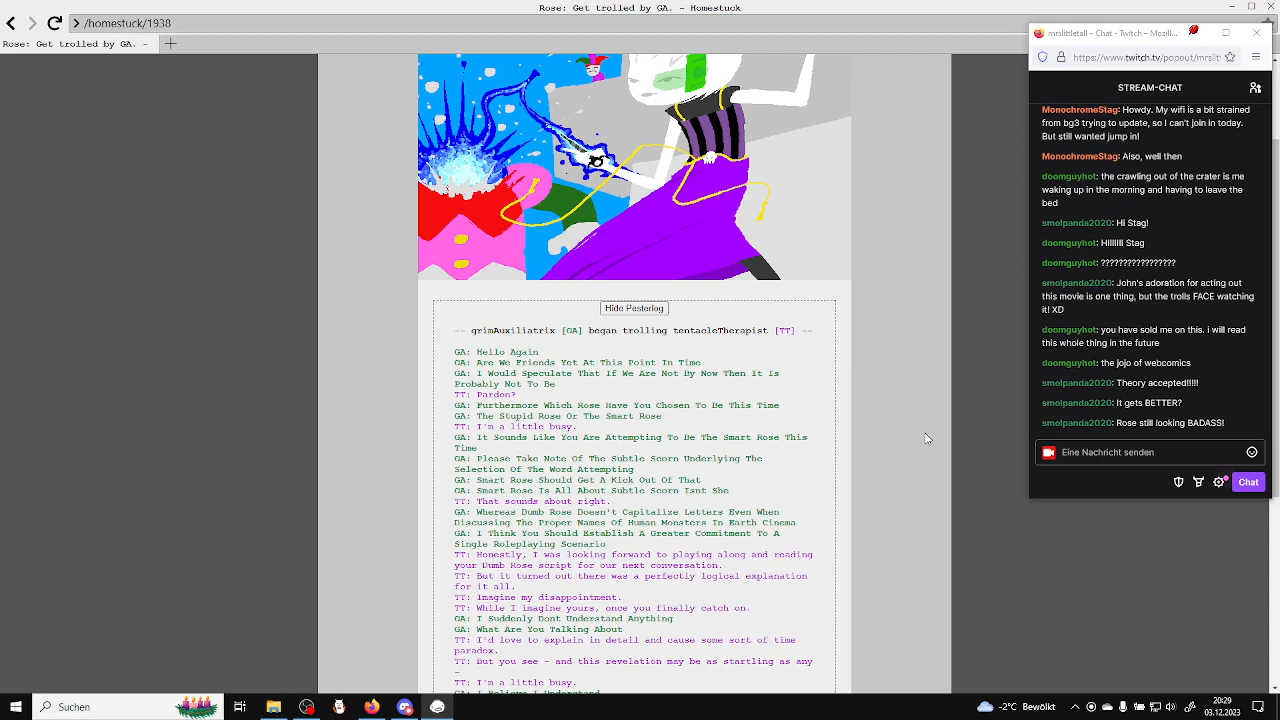 Rose: Get trolled by GA. - Homestuck
> /homestuck/1938
Rose: Get trolled by GA. -
Hide Pesterlog
-- grimAuxiliatrix [GA] began trolling tentacleTherapist [TT] --
GA: Hello Again
GA: Are We Friends Yet At This Point In Time
GA: I Would Speculate That If We Are Not By Now Then It Is
Probably Not To Be
TT: Pardon?
GA: Furthermore Which Rose Have You Chosen To Be This Time
GA: The Stupid Rose Or The Smart Rose
TT: I'm a little busy.
GA: It Sounds Like You Are Attempting To Be The Smart Rose This
Time
GA: Please Take Note Of The Subtle Scorn Underlying The
Selection Of The Word Attempting
GA: Smart Rose Should Get A Kick Out Of That
GA: Smart Rose Is All About Subtle Scorn Isnt She
TT: That sounds about right.
GA: Whereas Dumb Rose Doesn't Capitalize Letters Even When
Discussing The Proper Names Of Human Monsters In Earth Cinema
GA: I Think You Should Establish A Greater Commitment To A
Single Roleplaying Scenario
TT: Honestly, I was looking forward to playing along and reading
your Dumb Rose script for our next conversation.
TT: But it turned out there was a perfectly logical explanation
for it all.
TT: Imagine my disappointment.
TT: While I imagine yours, once you finally catch on.
GA: I Suddenly Dont Understand Anything
GA: What Are You Talking About
TT: I'd love to explain in detail and cause some sort of time
paradox.
TT: But you see - and this revelation may be as startling as any
-
TT: I'm a little busy.
GA: I Believe I Understand
mrslittletall – Chat - Twitch – Mozill...
https://www.twitch.tv/popout/mrslitt
STREAM-CHAT
MonochromeStag: Howdy. My wifi is a bit strained
from bg3 trying to update, so I can't join in today.
But still wanted jump in!
MonochromeStag: Also, well then
doomguyhot: the crawling out of the crater is me
waking up in the morning and having to leave the
bed
smolpanda2020: Hi Stag!
doomguyhot: HIIIIIII Stag
doomguyhot: ????????????????
smolpanda2020: John's adoration for acting out
this movie is one thing, but the trolls FACE watching
it! XD
doomguyhot: you have sold me on this. i will read
this whole thing in the future
doomguyhot: the jojo of webcomics
smolpanda2020: Theory accepted!!!!!
smolpanda2020: It gets BETTER?
smolpanda2020: Rose still looking BADASS!
Eine Nachricht senden
Chat
Suchen
-2°C Bewölkt
20:29
03.12.2023